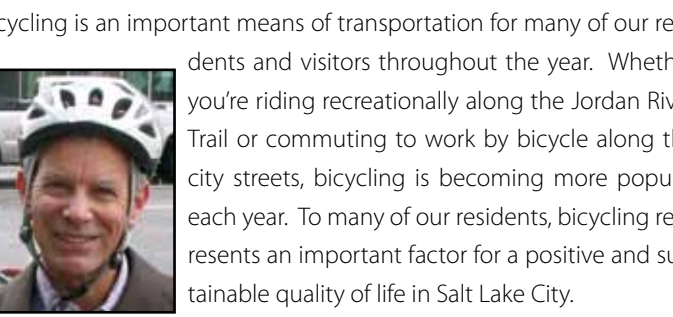 cycling is an important means of transportation for many of our re
dents and visitors throughout the year. Wheth
you're riding recreationally along the Jordan Riv
Trail or commuting to work by bicycle along th
city streets, bicycling is becoming more popu
each year. To many of our residents, bicycling re
resents an important factor for a positive and su
tainable quality of life in Salt Lake City.